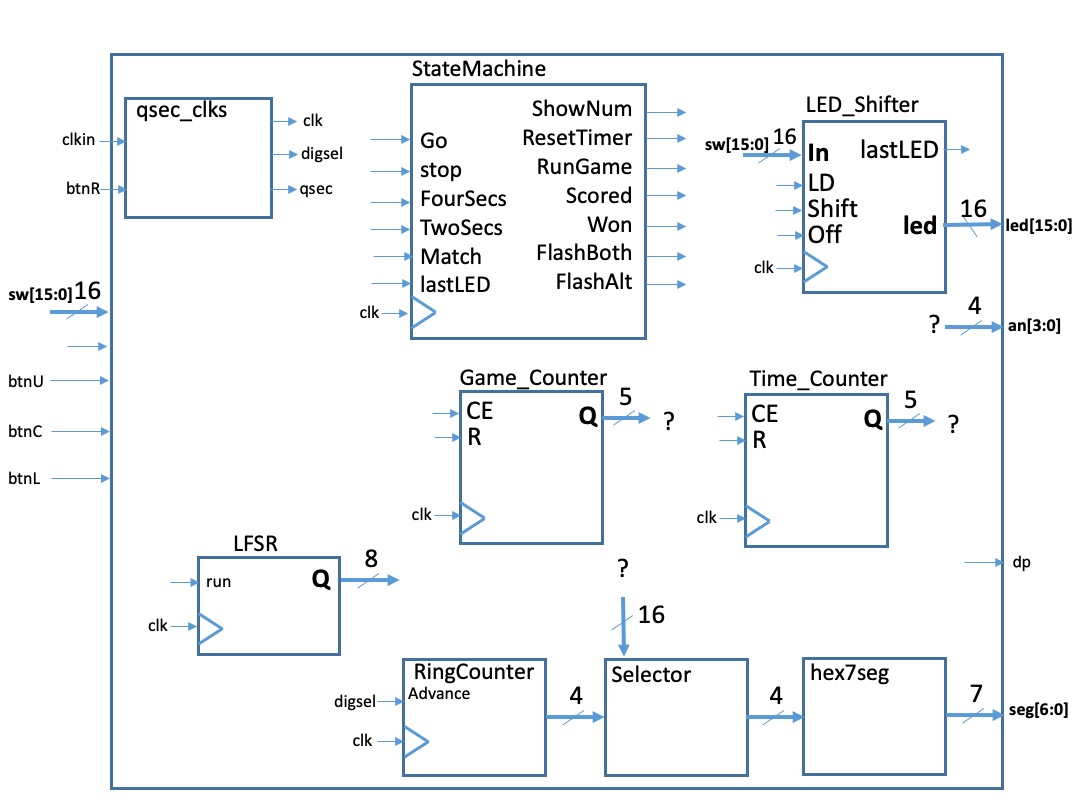 StateMachine
qsec_clks
clkin
btnR
clk
digsel
qsec
Go
stop
FourSecs
TwoSecs
Match
lastLED
clk
ShowNum
ResetTimer
RunGame
Scored
Won
FlashBoth
FlashAlt
LED_Shifter
sw[15:0] 16
In
LD
Shift
Off
clk
lastLED
led
16
led[15:0]
sw[15:0] 16
btnU
btnC
btnL
? 4 an[3:0]
Game_Counter
CE
R
clk
Q
5
?
Time_Counter
CE
R
clk
Q
5
?
dp
LFSR
run
clk
Q
8
?
16
RingCounter
Advance
digsel
clk
4
Selector
4
hex7seg
7
seg[6:0]